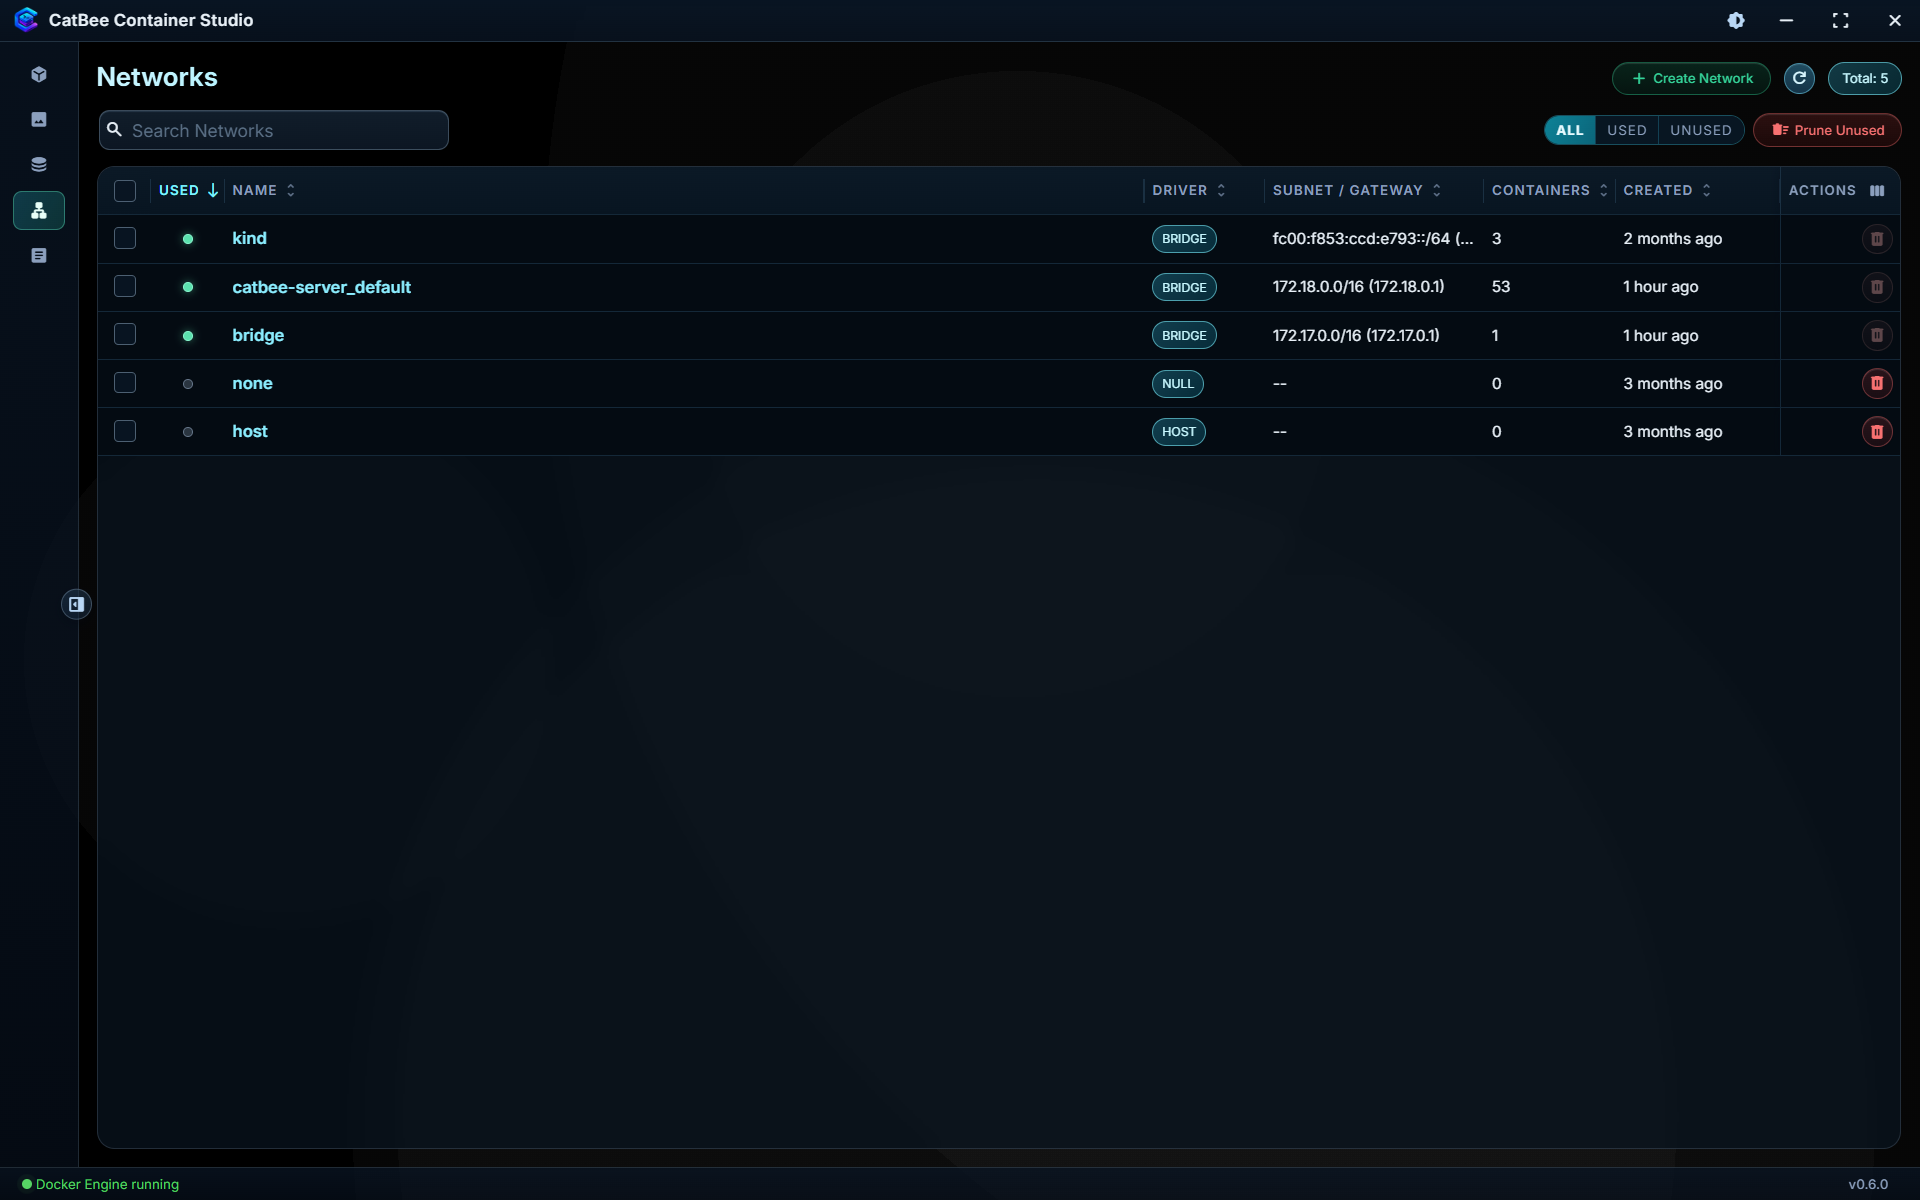 CatBee Container Studio
Networks
Create Network
Total: 5
Search Networks
ALL USED UNUSED
Prune Unused
USED NAME DRIVER SUBNET / GATEWAY CONTAINERS CREATED ACTIONS
kind BRIDGE fc00:f853:ccd:e793::/64 (... 3 2 months ago
catbee-server_default BRIDGE 172.18.0.0/16 (172.18.0.1) 53 1 hour ago
bridge BRIDGE 172.17.0.0/16 (172.17.0.1) 1 1 hour ago
none NULL -- 0 3 months ago
host HOST -- 0 3 months ago
Docker Engine running
v0.6.0